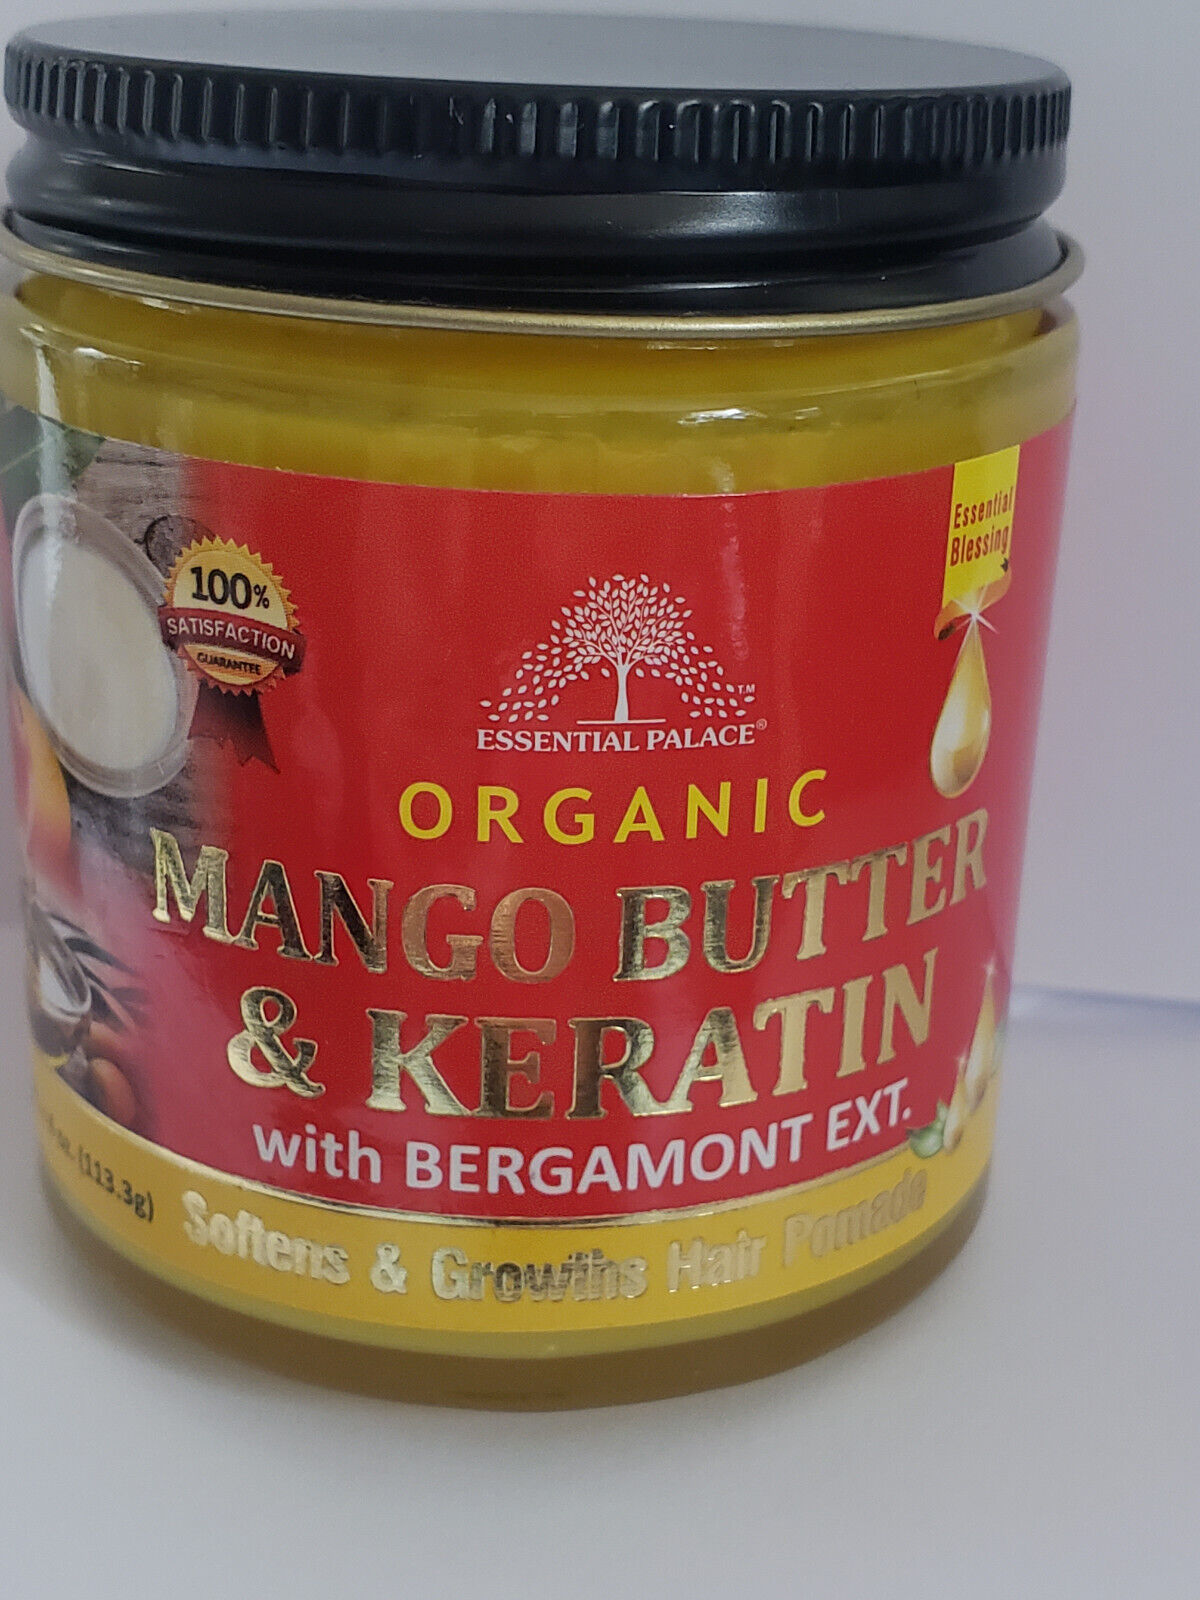 Essential
Blessing
100%
SATISFACTION
GUARANTEE
T.M
ESSENTIAL PALACE®
ORGANIC
MANGO BUTTER
& KERATIN
with BERGAMONT EXT.
oz. (113.3g)
Softens & Growths Hair Pomade